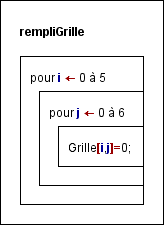 rempliGrille
pour i ← 0 à 5
pour j ← 0 à 6
Grille[i,j]=0;